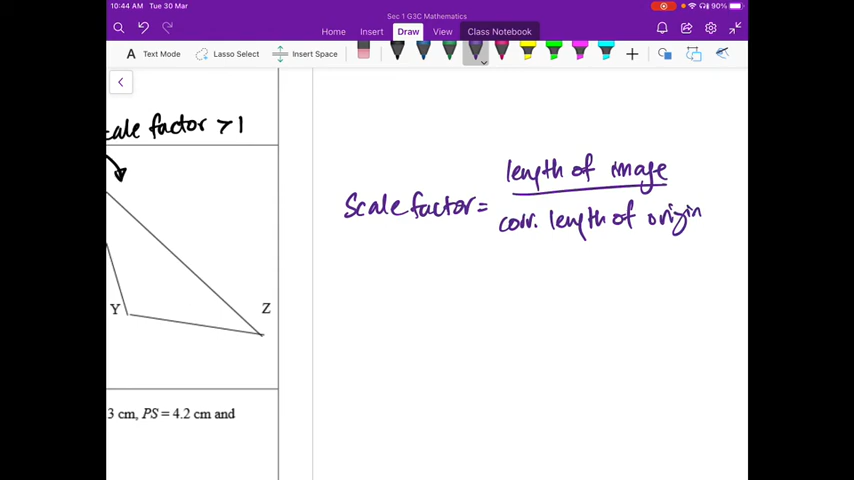 10:44 AM Tue 30 Mar
Sec 1 G3C Mathematics
90%
Home Insert Draw View Class Notebook
A Text Mode Lasso Select Insert Space
cale factor > 1
length of image
Scale factor =
corr. length of origin
Y
Z
3 cm, PS = 4.2 cm and